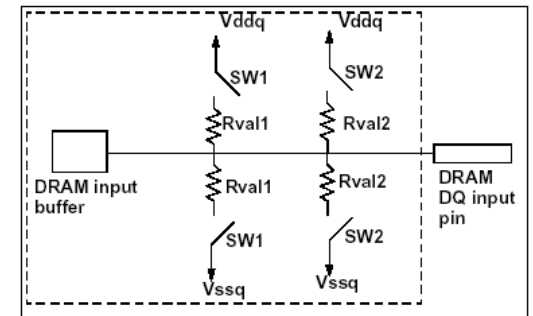 Vddq
Vddq
SW1
SW2
Rval1
Rval2
DRAM input
buffer
Rval1
Rval2
DRAM
DQ input
pin
SW1
SW2
Vssq
Vssq